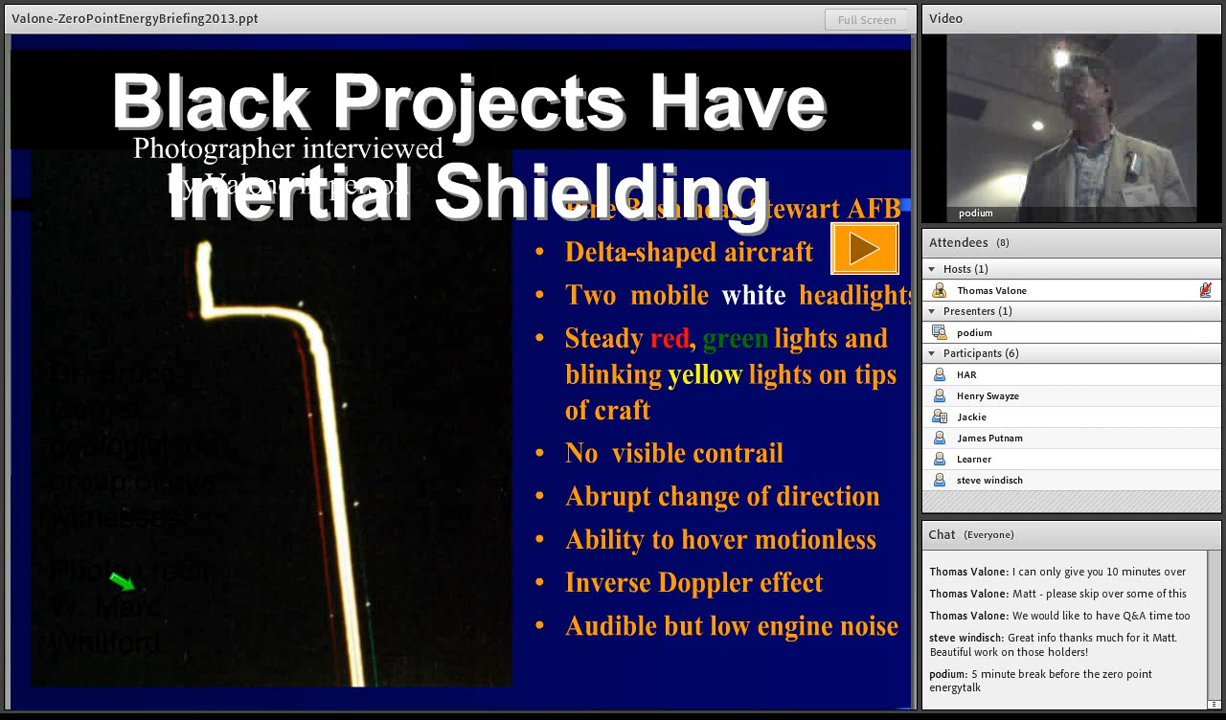 Valone-ZeroPointEnergyBriefing2013.ppt
Full Screen
Black Projects Have
Photographer interviewed
Inertial Shielding
Stewart AFB
• Delta-shaped aircraft
• Two mobile white headlights
• Steady red, green lights and
blinking yellow lights on tips
of craft
• No visible contrail
• Abrupt change of direction
• Ability to hover motionless
• Inverse Doppler effect
• Audible but low engine noise
Video
podium
Attendees (8)
Hosts (1)
Thomas Valone
Presenters (1)
podium
Participants (6)
HAR
Henry Swayze
Jackie
James Putnam
Learner
steve windisch
Chat (Everyone)
Thomas Valone: I can only give you 10 minutes over
Thomas Valone: Matt - please skip over some of this
Thomas Valone: We would like to have Q&A time too
steve windisch: Great info thanks much for it Matt.
Beautiful work on those holders!
podium: 5 minute break before the zero point
energytalk